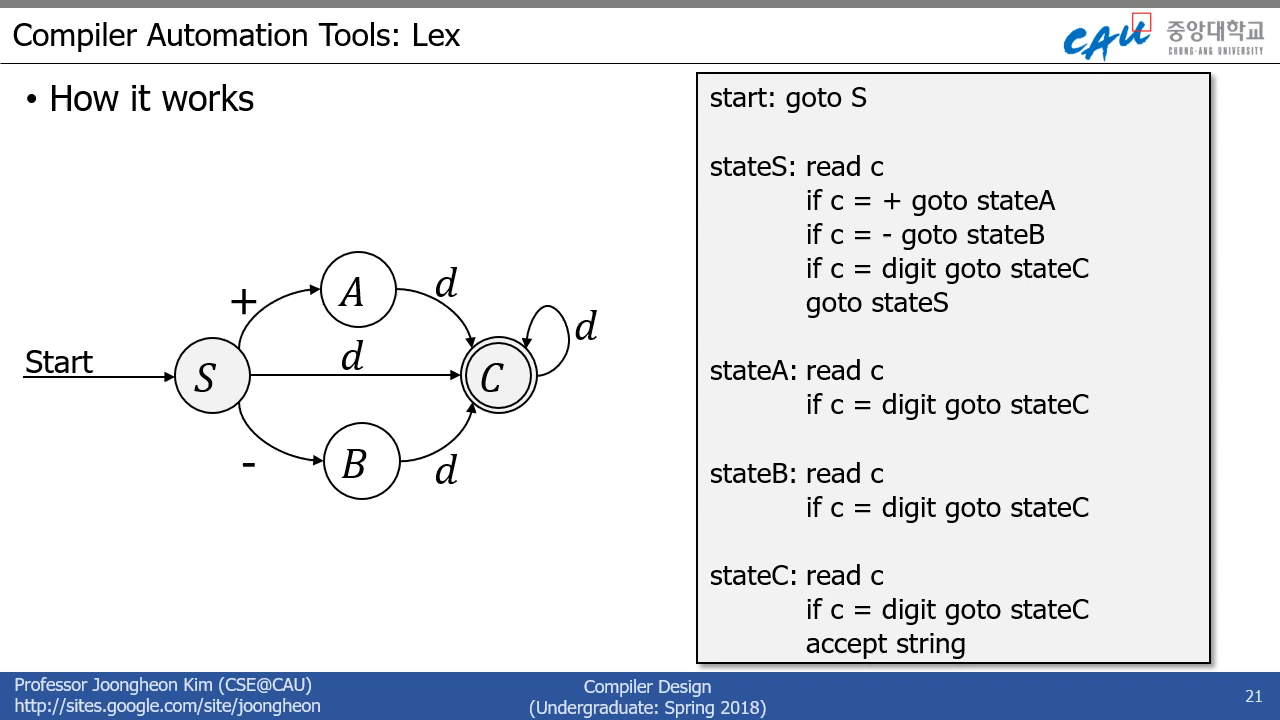 Compiler Automation Tools: Lex
CAU 중앙대학교
CHUNG-ANG UNIVERSITY
• How it works
Start
S
+
A
d
d
C
d
-
B
d
start: goto S
stateS: read c
if c = + goto stateA
if c = - goto stateB
if c = digit goto stateC
goto stateS
stateA: read c
if c = digit goto stateC
stateB: read c
if c = digit goto stateC
stateC: read c
if c = digit goto stateC
accept string
Professor Joongheon Kim (CSE@CAU)
http://sites.google.com/site/joongheon
Compiler Design
(Undergraduate: Spring 2018)
21